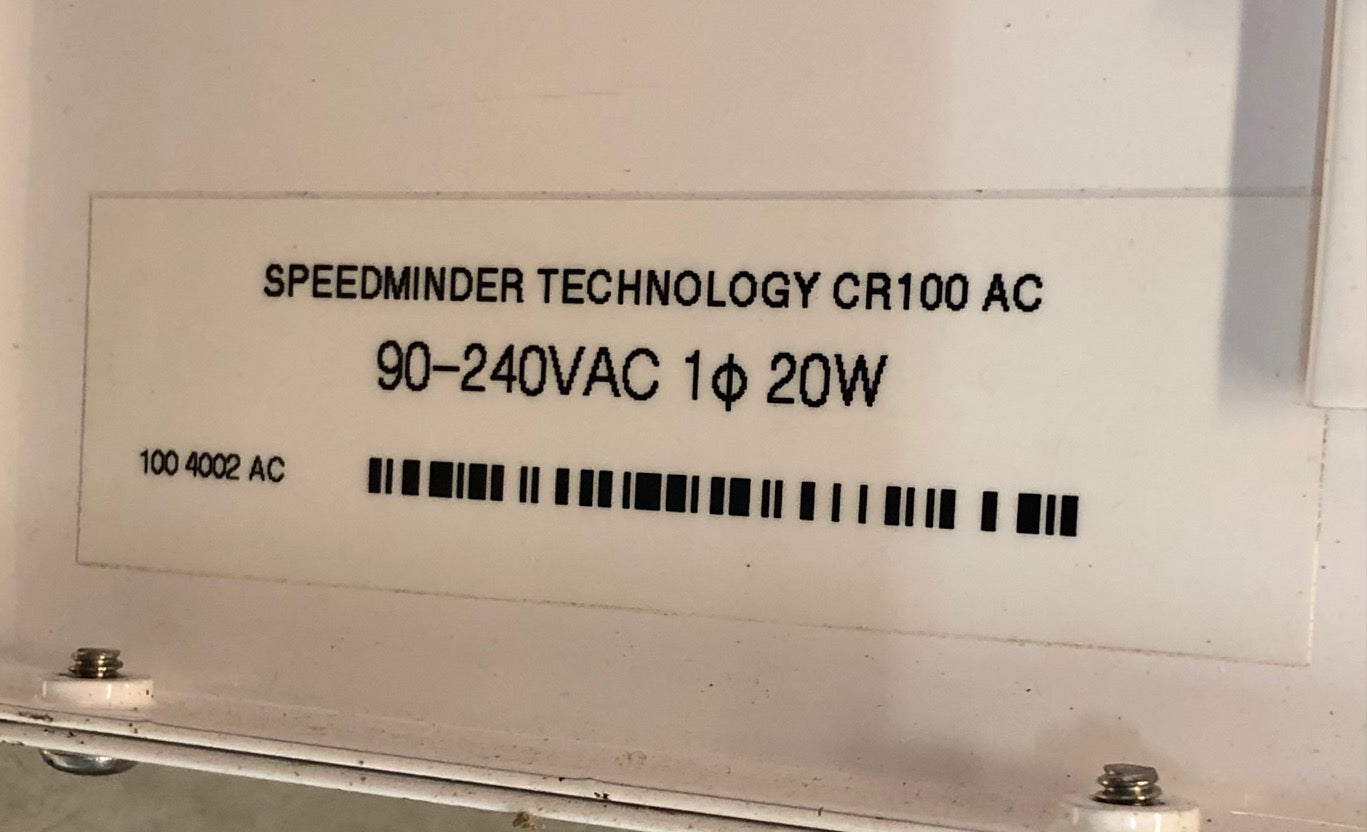 SPEEDMINDER TECHNOLOGY CR100 AC
90-240VAC 1ϕ 20W
100 4002 AC